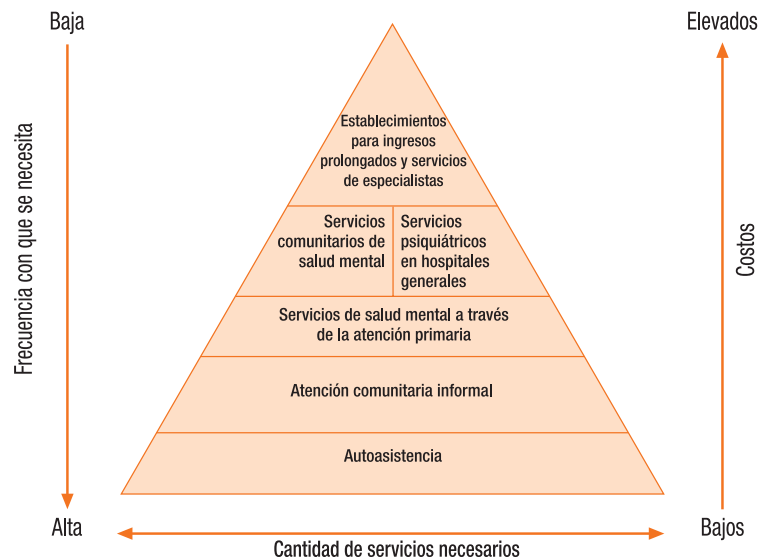 Baja
Elevados
Frecuencia con que se necesita
Establecimientos
para ingresos
prolongados y servicios
de especialistas
Servicios
comunitarios de
salud mental
Servicios
psiquiátricos
en hospitales
generales
Servicios de salud mental a través
de la atención primaria
Atención comunitaria informal
Autoasistencia
Costos
Alta
Bajos
Cantidad de servicios necesarios